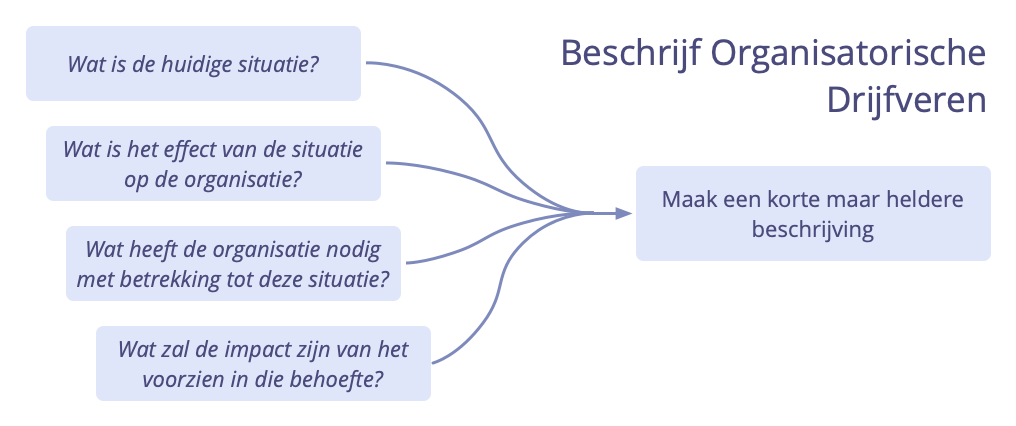 Beschrijf Organisatorische
Drijfveren
Wat is de huidige situatie?
Wat is het effect van de situatie
op de organisatie?
Wat heeft de organisatie nodig
met betrekking tot deze situatie?
Wat zal de impact zijn van het
voorzien in die behoefte?
Maak een korte maar heldere
beschrijving